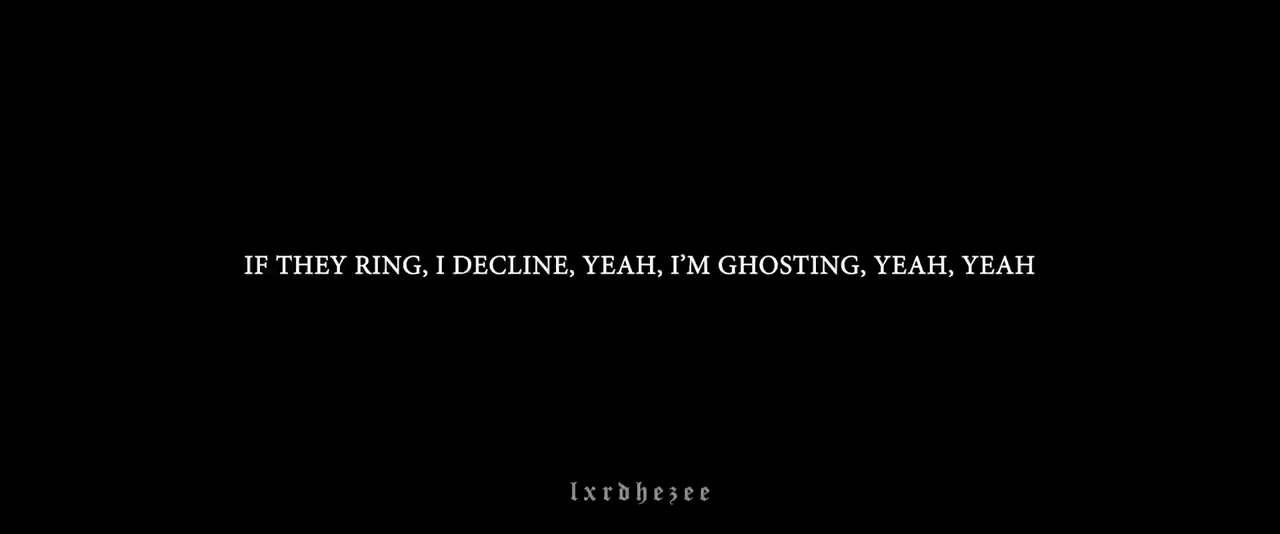 IF THEY RING, I DECLINE, YEAH, I’M GHOSTING, YEAH, YEAH
lxrdhezee